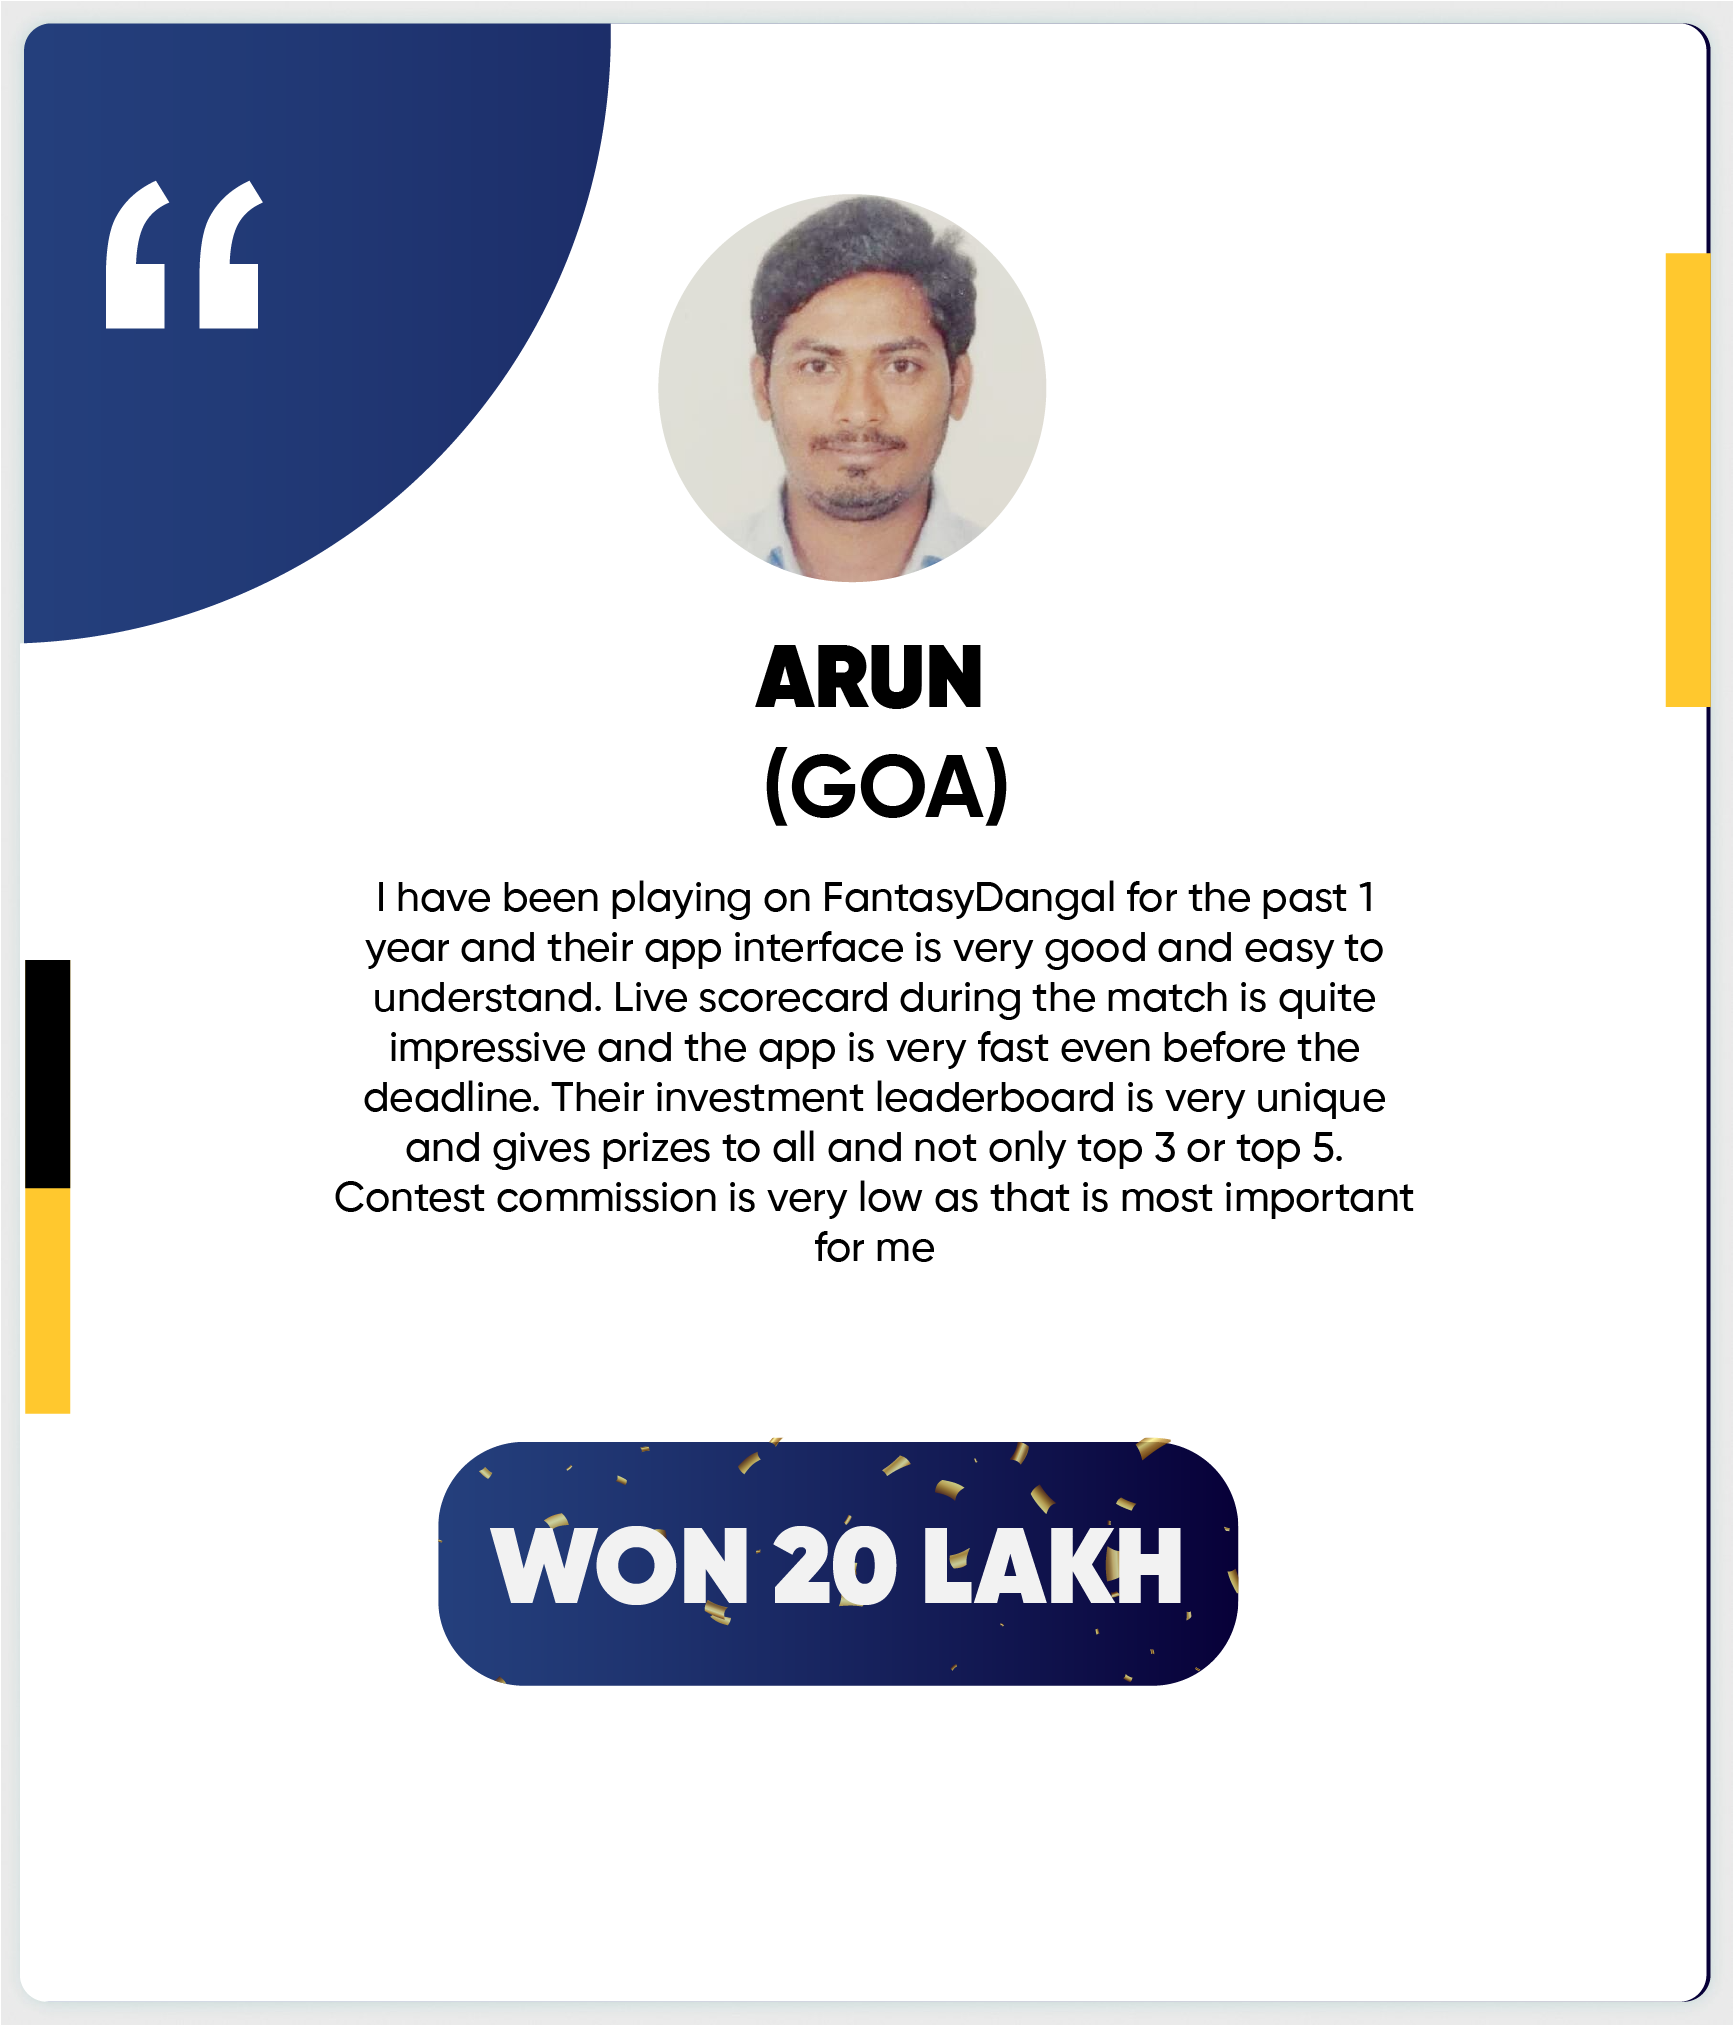 “
ARUN
(GOA)
I have been playing on FantasyDangal for the past 1
year and their app interface is very good and easy to
understand. Live scorecard during the match is quite
impressive and the app is very fast even before the
deadline. Their investment leaderboard is very unique
and gives prizes to all and not only top 3 or top 5.
Contest commission is very low as that is most important
for me
WON 20 LAKH